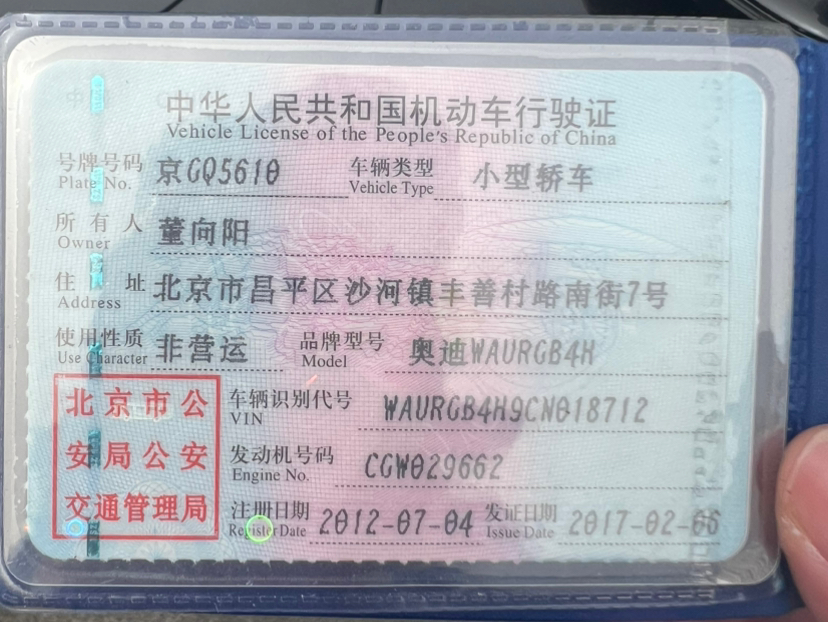 中华人民共和国机动车行驶证
Vehicle License of the People's Republic of China
号牌号码 京GQ5610 车辆类型 小型轿车
Plate No. Vehicle Type
所有人 董向阳
Owner
住址 北京市昌平区沙河镇丰善村路南街7号
Address
使用性质 非营运 品牌型号 奥迪WAURGB4H
Use Character Model
北京市公安局公安交通管理局
车辆识别代号 WAURGB4H9CN018712
VIN
发动机号码 CGW029662
Engine No.
注册日期 2012-07-04 发证日期 2017-02-06
Register Date Issue Date